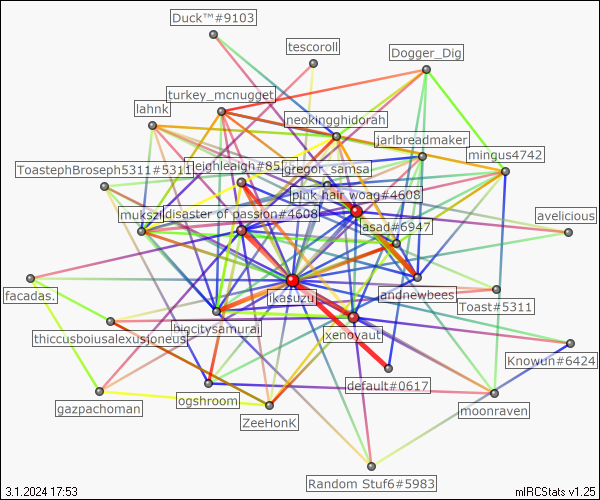 Duck™#9103
tescoroll
Dogger_Dig
turkey_mcnugget
lahnk
neokingghidorah
jarlbreadmaker
mingus4742
ToastephBroseph5311#5311
gregor_samsa
pink hair woag#4608
mukszi
disaster of passion#4608
avelicious
asad#6947
facadas.
ikasuzu
andnewbees
Toast#5311
bigcitysamurai
thiccusboiusalexusjoneus
xenoyaut
Knowun#6424
default#0617
gazpachoman
ogshroom
moonraven
ZeeHonK
Random Stuf6#5983
3.1.2024 17:53
mIRCStats v1.25